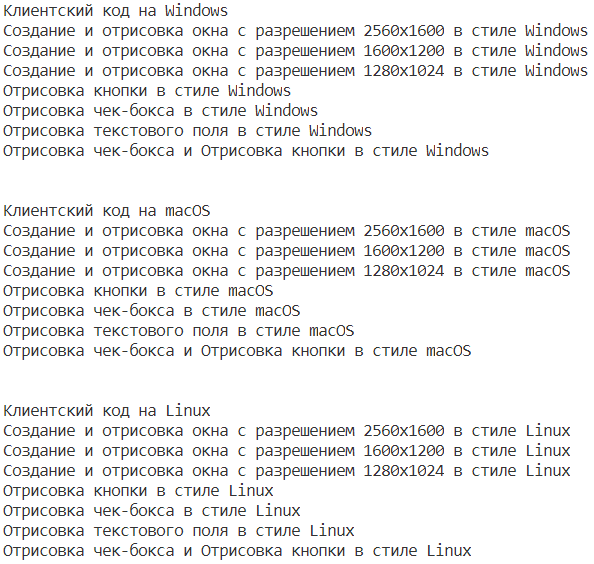 Клиентский код на Windows
Создание и отрисовка окна с разрешением 2560x1600 в стиле Windows
Создание и отрисовка окна с разрешением 1600x1200 в стиле Windows
Создание и отрисовка окна с разрешением 1280x1024 в стиле Windows
Отрисовка кнопки в стиле Windows
Отрисовка чек-бокса в стиле Windows
Отрисовка текстового поля в стиле Windows
Отрисовка чек-бокса и Отрисовка кнопки в стиле Windows
Клиентский код на macOS
Создание и отрисовка окна с разрешением 2560x1600 в стиле macOS
Создание и отрисовка окна с разрешением 1600x1200 в стиле macOS
Создание и отрисовка окна с разрешением 1280x1024 в стиле macOS
Отрисовка кнопки в стиле macOS
Отрисовка чек-бокса в стиле macOS
Отрисовка текстового поля в стиле macOS
Отрисовка чек-бокса и Отрисовка кнопки в стиле macOS
Клиентский код на Linux
Создание и отрисовка окна с разрешением 2560x1600 в стиле Linux
Создание и отрисовка окна с разрешением 1600x1200 в стиле Linux
Создание и отрисовка окна с разрешением 1280x1024 в стиле Linux
Отрисовка кнопки в стиле Linux
Отрисовка чек-бокса в стиле Linux
Отрисовка текстового поля в стиле Linux
Отрисовка чек-бокса и Отрисовка кнопки в стиле Linux